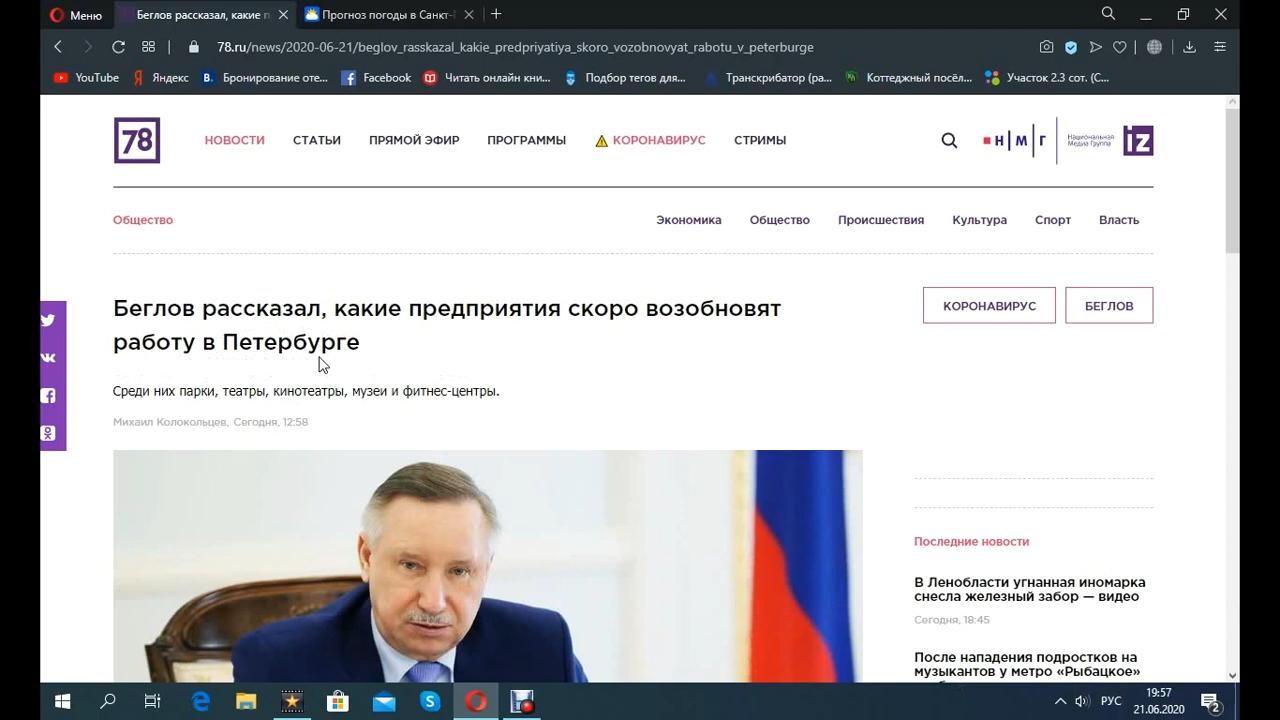 Меню
Беглов рассказал, какие п
Прогноз погоды в Санкт-
78.ru/news/2020-06-21/beglov_rasskazal_kakie_predpriyatiya_skoro_vozobnovyat_rabotu_v_peterburge
YouTube
Яндекс
B. Бронирование оте...
Facebook
Читать онлайн кни...
Подбор тегов для...
Транскрибатор (ра...
Коттеджный посёл...
Участок 2.3 сот. (С...
78
НОВОСТИ
СТАТЬИ
ПРЯМОЙ ЭФИР
ПРОГРАММЫ
КОРОНАВИРУС
СТРИМЫ
НМГ
Национальная
Медиа Группа
iz
Общество
Экономика
Общество
Происшествия
Культура
Спорт
Власть
Беглов рассказал, какие предприятия скоро возобновят
работу в Петербурге
КОРОНАВИРУС
БЕГЛОВ
Среди них парки, театры, кинотеатры, музеи и фитнес-центры.
Михаил Колокольцев, Сегодня, 12:58
Последние новости
В Ленобласти угнанная иномарка
снесла железный забор — видео
Сегодня, 18:45
После нападения подростков на
музыкантов у метро «Рыбацкое»
РУС
19:57
21.06.2020
2